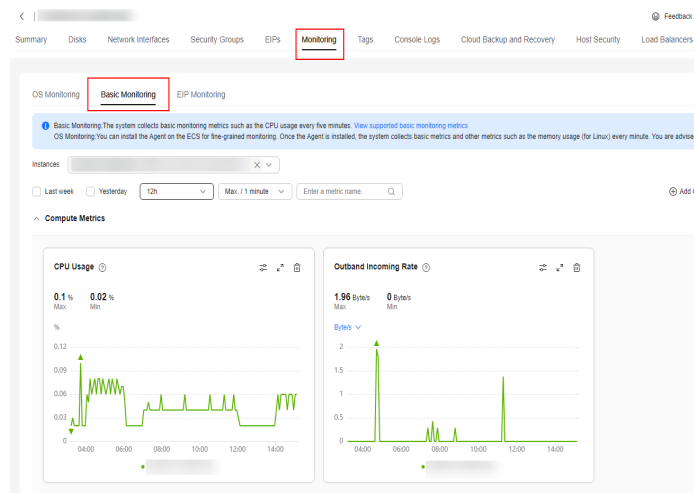 Feedback
Summary Disks Network Interfaces Security Groups EIPs Monitoring Tags Console Logs Cloud Backup and Recovery Host Security Load Balancers
OS Monitoring Basic Monitoring EIP Monitoring
Basic Monitoring:The system collects basic monitoring metrics such as the CPU usage every five minutes. View supported basic monitoring metrics
OS Monitoring:You can install the Agent on the ECS for fine-grained monitoring. Once the Agent is installed, the system collects basic metrics and other metrics such as the memory usage (for Linux) every minute. You are advise
Instances
Last week Yesterday 12h Max. / 1 minute Enter a metric name.
Add
Compute Metrics
CPU Usage
0.1 % 0.02 %
Max Min
%
0.12
0.09
0.06
0.03
0
04:00 06:00 08:00 10:00 12:00 14:00
Outband Incoming Rate
1.96 Byte/s 0 Byte/s
Max Min
Byte/s
2
1.5
1
0.5
0
04:00 06:00 08:00 10:00 12:00 14:00